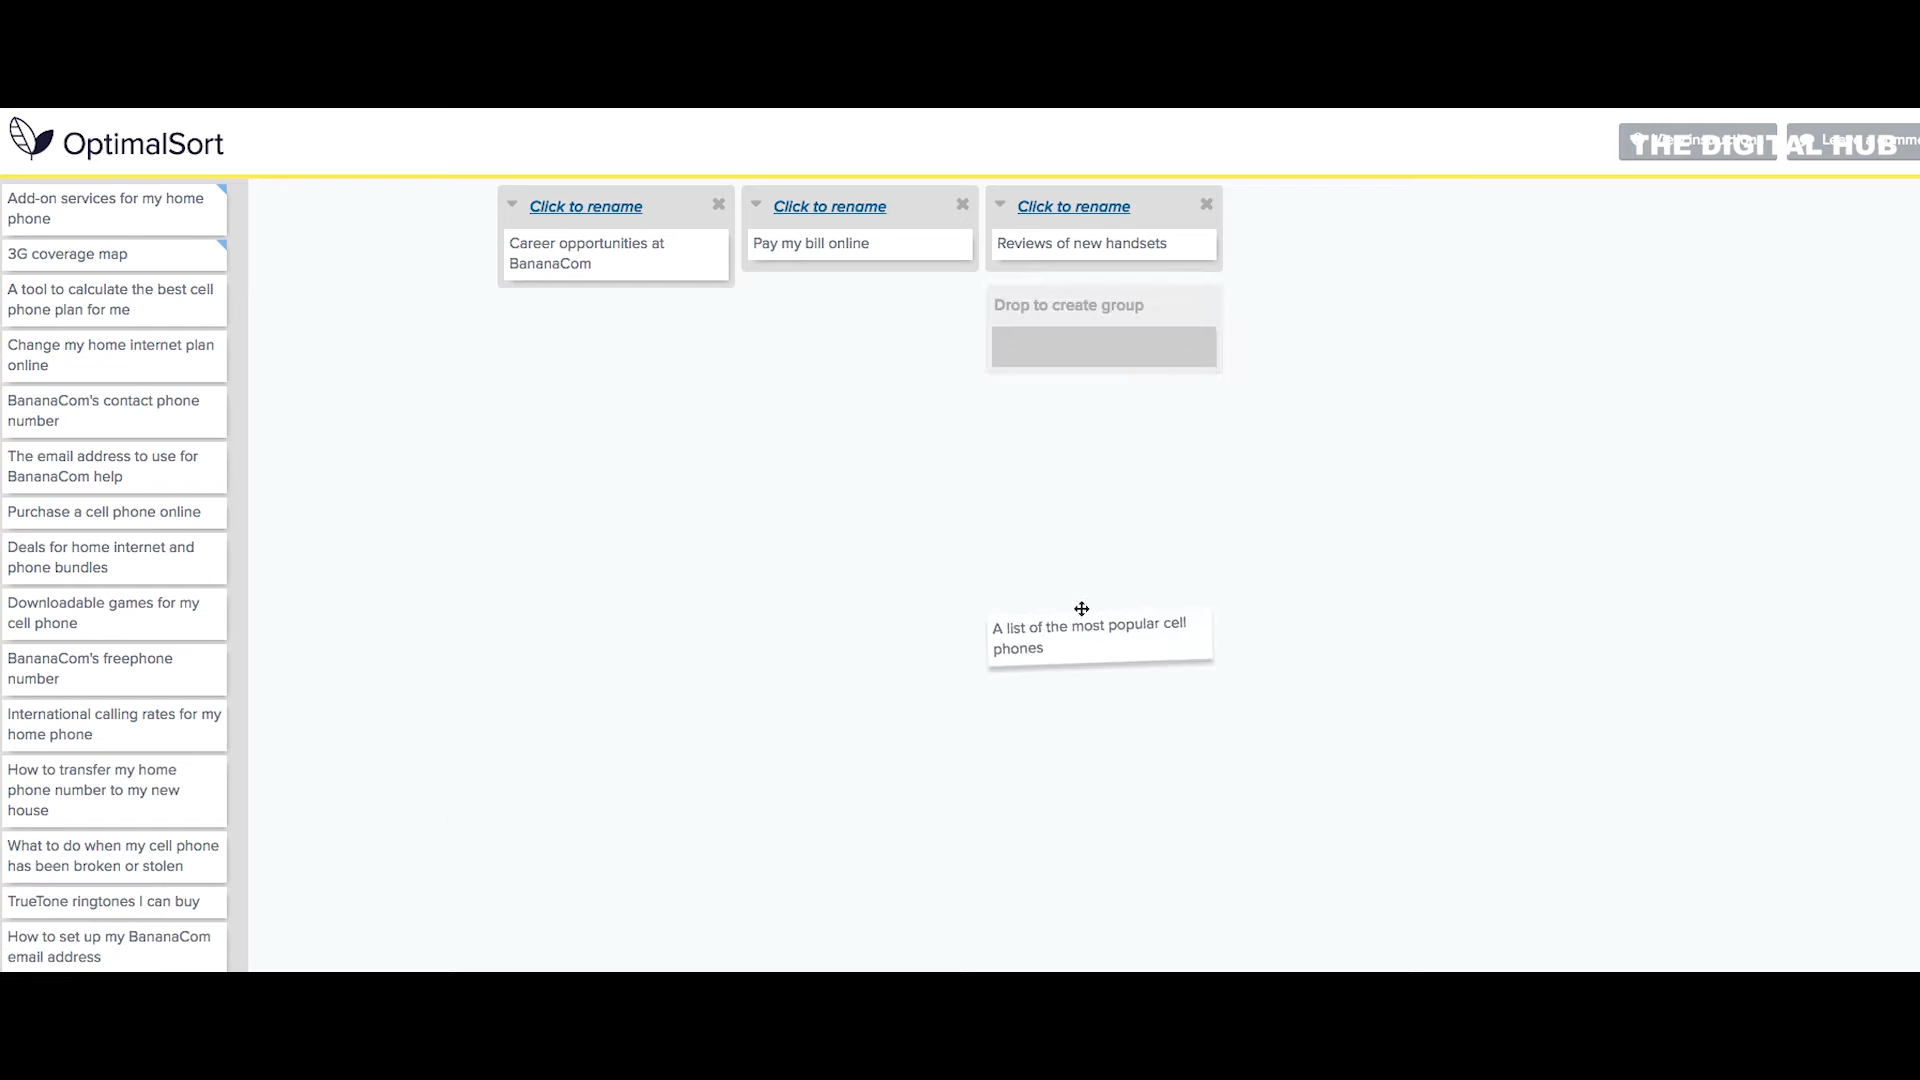 OptimalSort
THE DIGITAL HUB
Add-on services for my home
phone
3G coverage map
A tool to calculate the best cell
phone plan for me
Change my home internet plan
online
BananaCom's contact phone
number
The email address to use for
BananaCom help
Purchase a cell phone online
Deals for home internet and
phone bundles
Downloadable games for my
cell phone
BananaCom's freephone
number
International calling rates for my
home phone
How to transfer my home
phone number to my new
house
What to do when my cell phone
has been broken or stolen
TrueTone ringtones I can buy
How to set up my BananaCom
email address
Click to rename
Career opportunities at
BananaCom
Click to rename
Pay my bill online
Click to rename
Reviews of new handsets
Drop to create group
A list of the most popular cell
phones